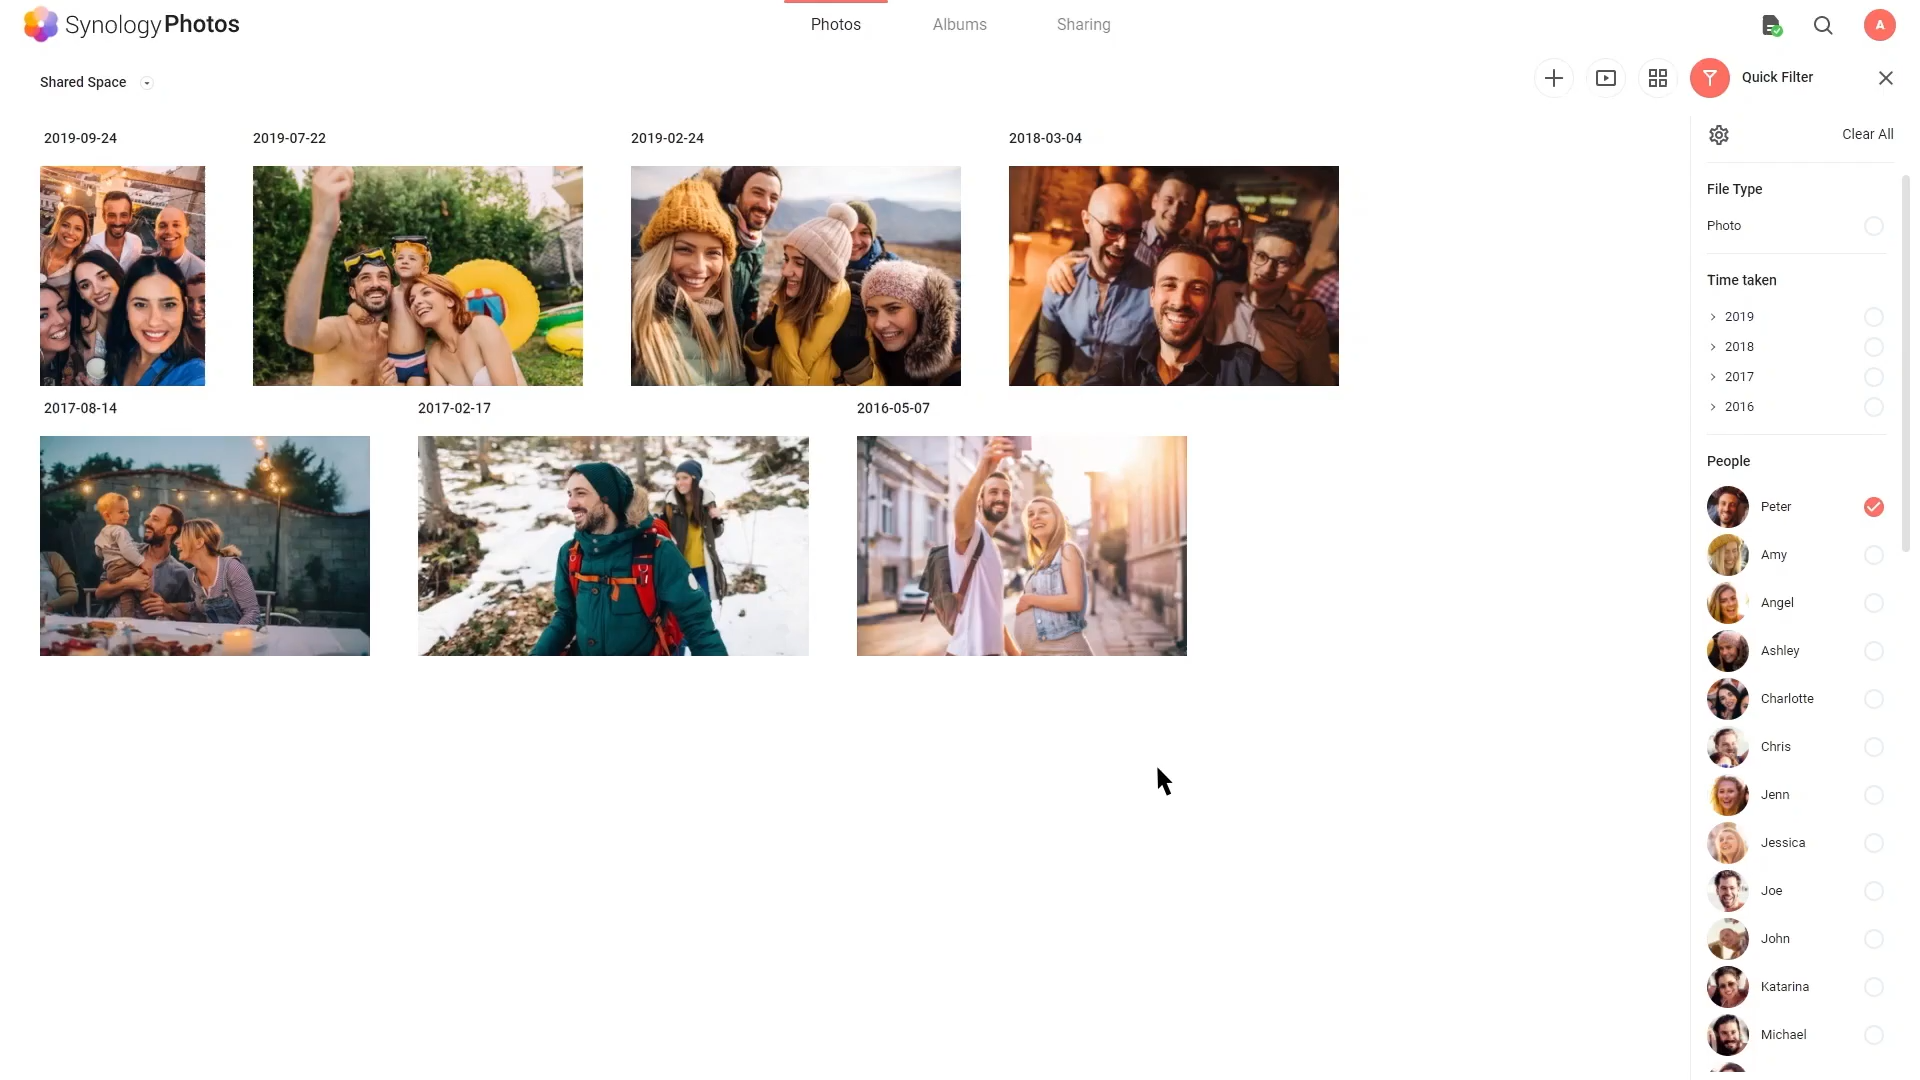 Synology Photos
Photos
Albums
Sharing
A
Shared Space
Quick Filter
2019-09-24
2019-07-22
2019-02-24
2018-03-04
2017-08-14
2017-02-17
2016-05-07
Clear All
File Type
Photo
Time taken
2019
2018
2017
2016
People
Peter
Amy
Angel
Ashley
Charlotte
Chris
Jenn
Jessica
Joe
John
Katarina
Michael